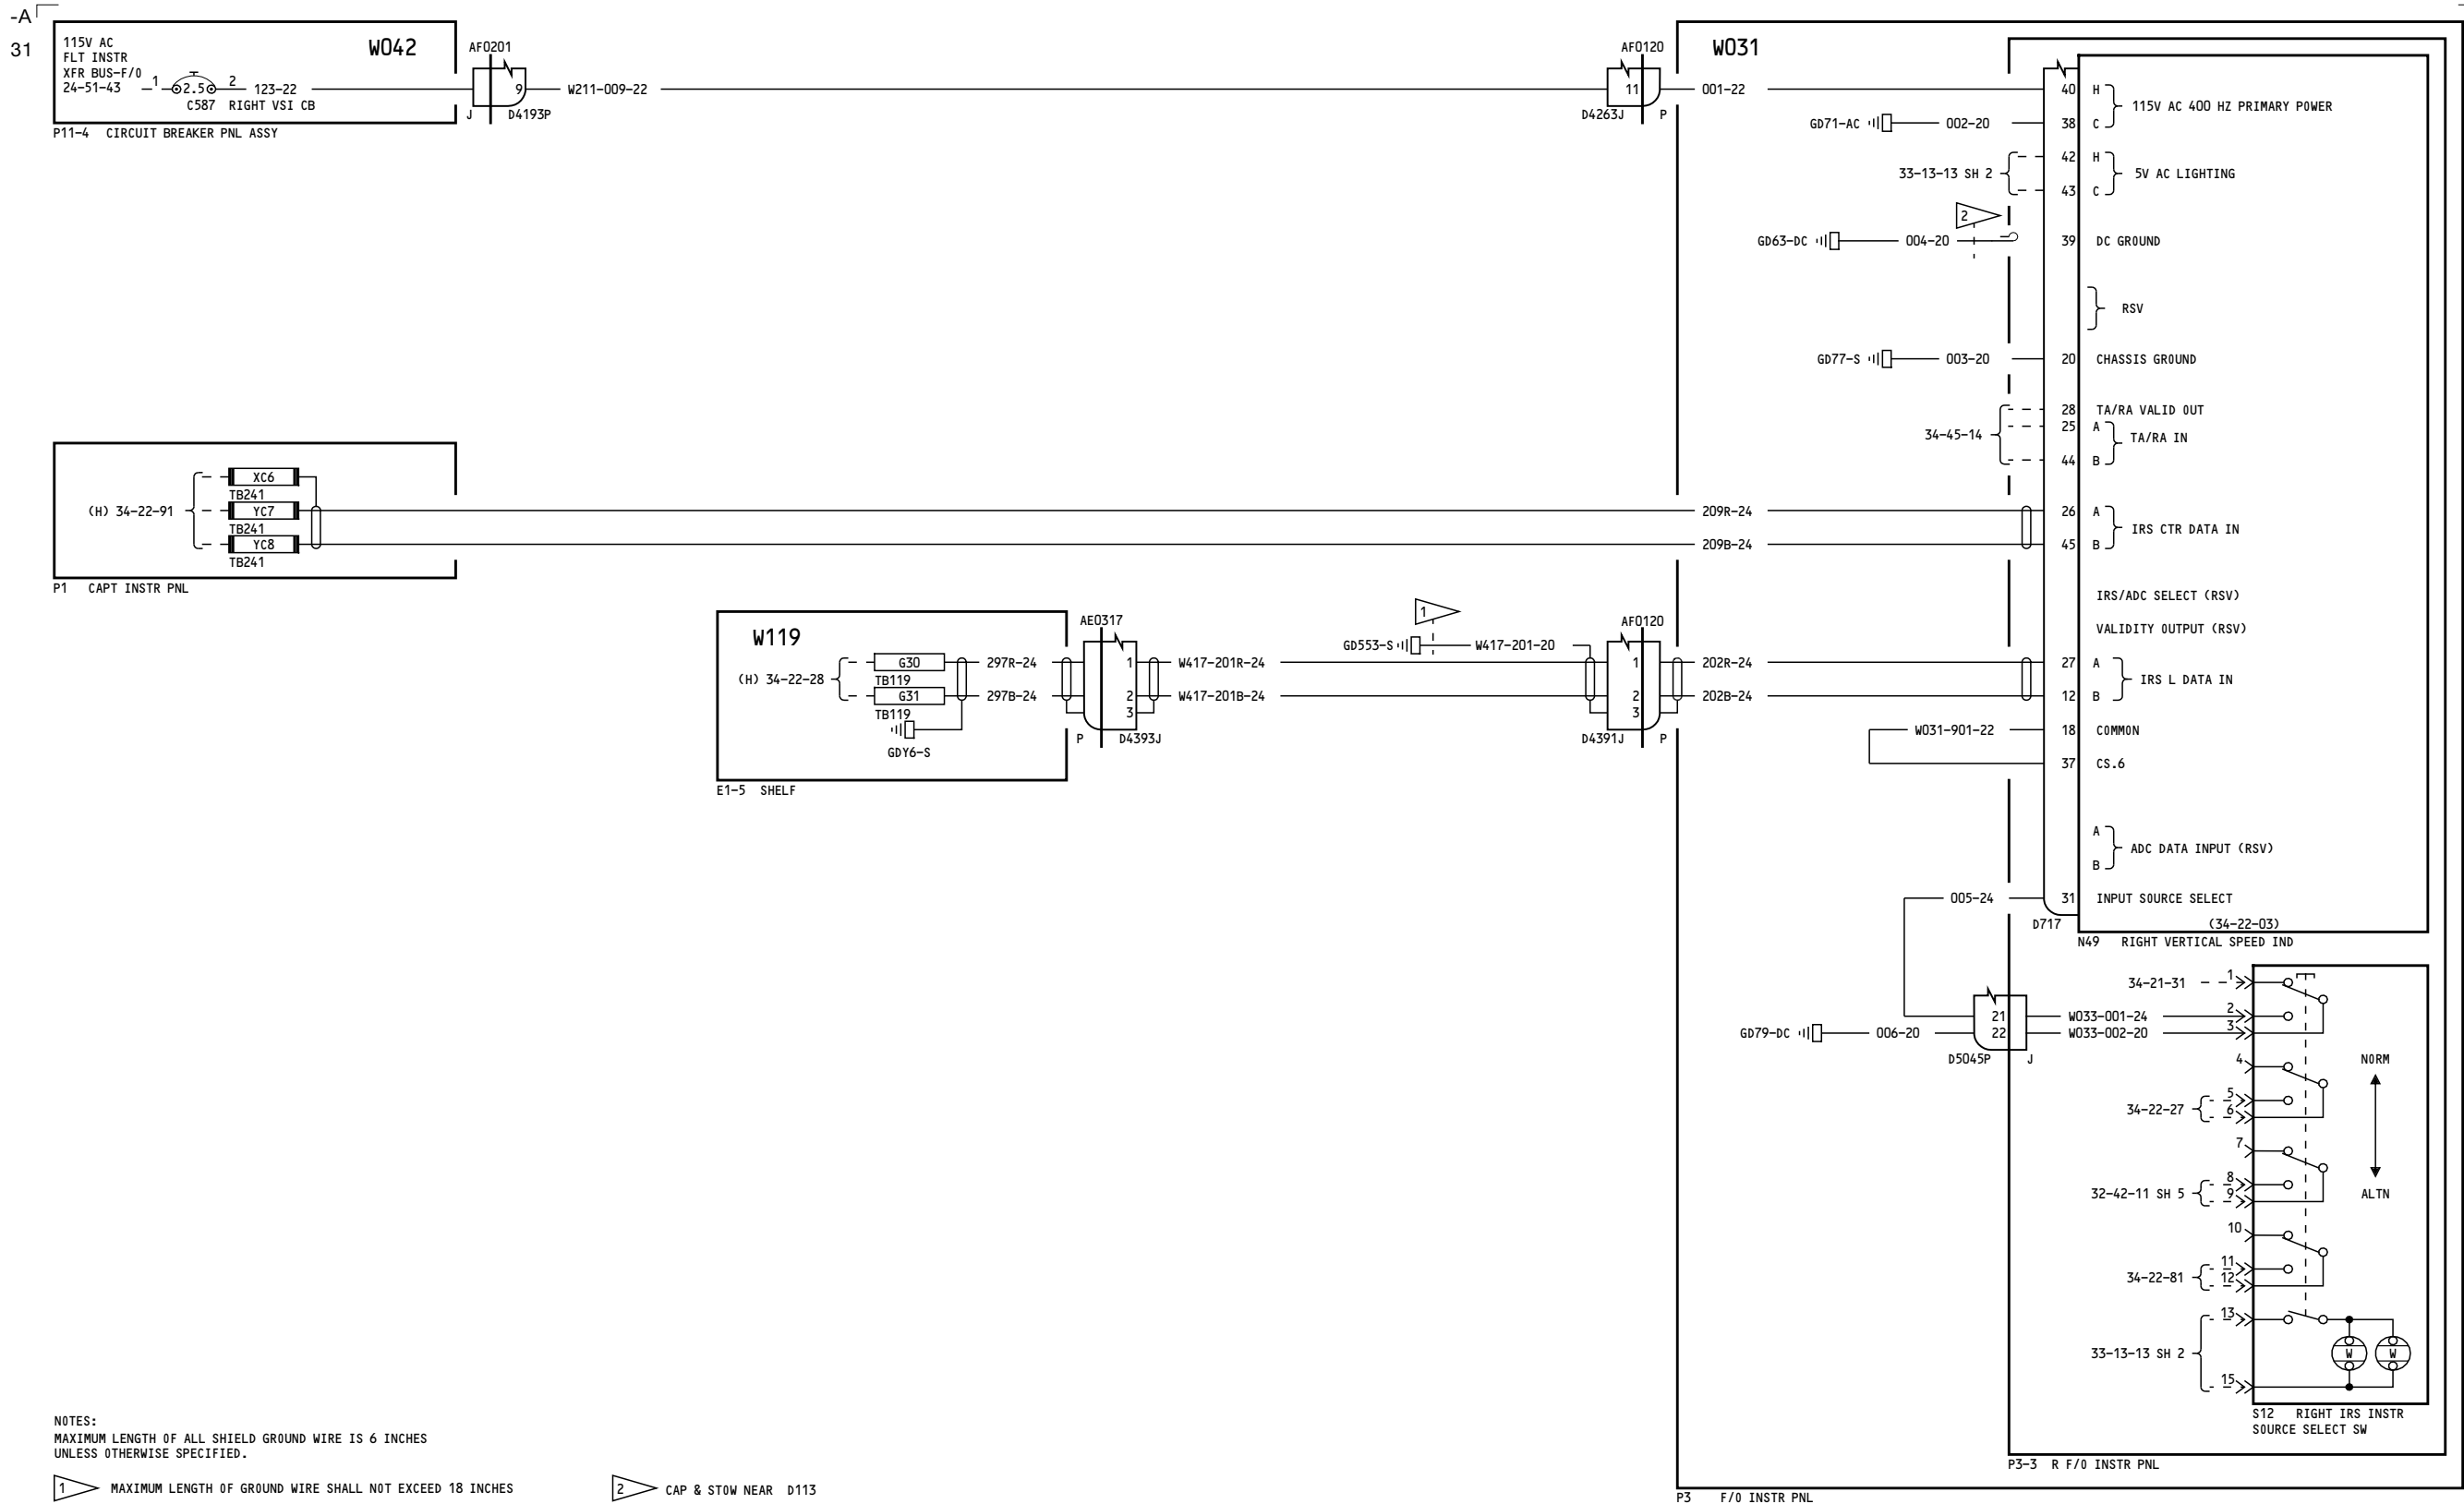 -A
31
115V AC
FLT INSTR
XFR BUS-F/O
24-51-43
1
2.5
2
123-22
C587 RIGHT VSI CB
W042
P11-4 CIRCUIT BREAKER PNL ASSY
AF0201
9
J
D4193P
W211-009-22
AF0120
11
D4263J
P
W031
001-22
40
H
115V AC 400 HZ PRIMARY POWER
GD71-AC
002-20
38
C
42
H
33-13-13 SH 2
5V AC LIGHTING
43
C
2
GD63-DC
004-20
39
DC GROUND
RSV
GD77-S
003-20
20
CHASSIS GROUND
28
TA/RA VALID OUT
25
A
34-45-14
TA/RA IN
44
B
XC6
TB241
(H) 34-22-91
YC7
TB241
YC8
TB241
P1 CAPT INSTR PNL
209R-24
26
A
IRS CTR DATA IN
209B-24
45
B
IRS/ADC SELECT (RSV)
VALIDITY OUTPUT (RSV)
W119
G30
TB119
(H) 34-22-28
G31
TB119
GDY6-S
297R-24
297B-24
E1-5 SHELF
AE0317
1
2
3
P
D4393J
W417-201R-24
W417-201B-24
1
GD553-S
W417-201-20
AF0120
1
2
3
D4391J
P
202R-24
27
A
IRS L DATA IN
202B-24
12
B
W031-901-22
18
COMMON
37
CS.6
A
ADC DATA INPUT (RSV)
B
005-24
31
INPUT SOURCE SELECT
D717
(34-22-03)
N49 RIGHT VERTICAL SPEED IND
34-21-31
1
21
W033-001-24
2
GD79-DC
006-20
22
W033-002-20
3
D5045P
J
4
NORM
5
34-22-27
6
7
8
32-42-11 SH 5
9
ALTN
10
11
34-22-81
12
13
33-13-13 SH 2
W
W
15
S12 RIGHT IRS INSTR
SOURCE SELECT SW
P3-3 R F/O INSTR PNL
P3 F/O INSTR PNL
NOTES:
MAXIMUM LENGTH OF ALL SHIELD GROUND WIRE IS 6 INCHES
UNLESS OTHERWISE SPECIFIED.
1 MAXIMUM LENGTH OF GROUND WIRE SHALL NOT EXCEED 18 INCHES
2 CAP & STOW NEAR D113